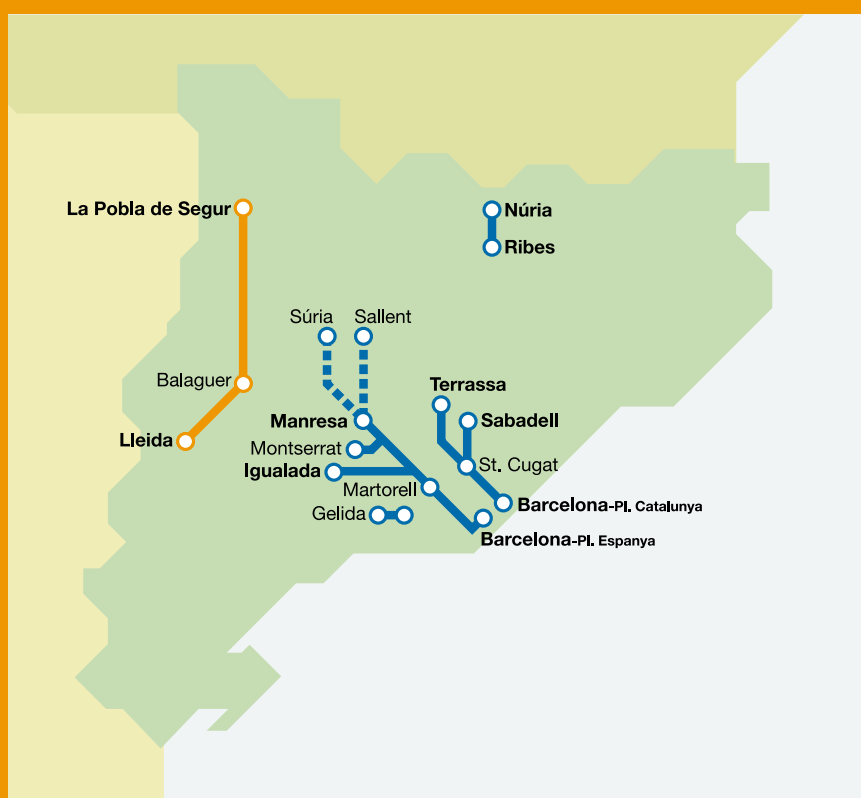 La Pobla de Segur
Núria
Ribes
Súria
Sallent
Balaguer
Terrassa
Manresa
Sabadell
Lleida
Montserrat
Igualada
St. Cugat
Martorell
Barcelona-Pl. Catalunya
Gelida
Barcelona-Pl. Espanya